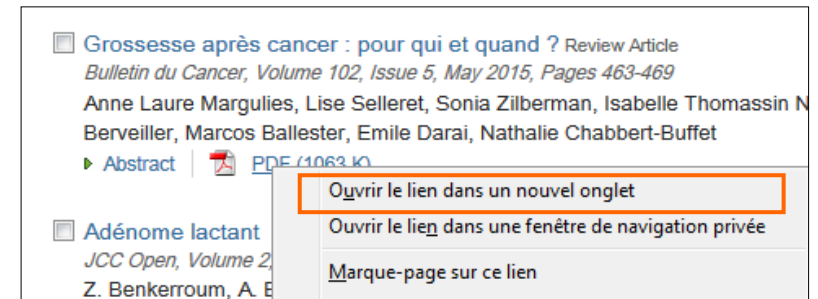 Grossesse après cancer : pour qui et quand ? Review Article
Bulletin du Cancer, Volume 102, Issue 5, May 2015, Pages 463-469
Anne Laure Margulies, Lise Selleret, Sonia Zilberman, Isabelle Thomassin N
Berveiller, Marcos Ballester, Emile Darai, Nathalie Chabbert-Buffet
Abstract PDF (1063 K)
Ouvrir le lien dans un nouvel onglet
Ouvrir le lien dans une fenêtre de navigation privée
Adénome lactant
JCC Open, Volume 2,
Marque-page sur ce lien
Z. Benkerroum, A. E